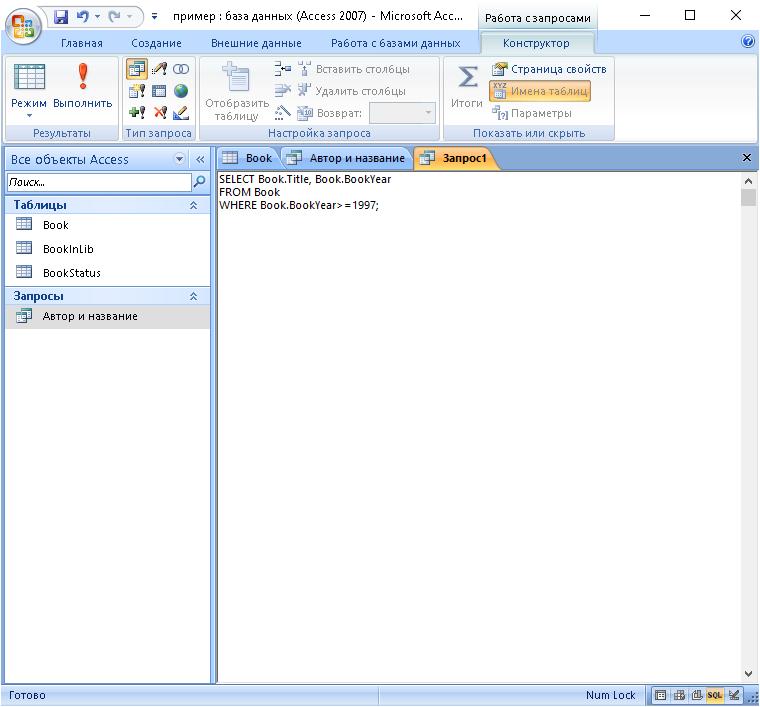 пример : база данных (Access 2007) - Microsoft Acc...
Работа с запросами
Главная
Создание
Внешние данные
Работа с базами данных
Конструктор
Режим
Выполнить
Результаты
Тип запроса
Отобразить таблицу
Вставить столбцы
Удалить столбцы
Возврат:
Настройка запроса
Итоги
Страница свойств
XYZ
Имена таблиц
Параметры
Показать или скрыть
Все объекты Access
Поиск...
Таблицы
Book
BookInLib
BookStatus
Запросы
Автор и название
Book
Автор и название
Запрос1
SELECT Book.Title, Book.BookYear
FROM Book
WHERE Book.BookYear>=1997;
Готово
Num Lock
SQL